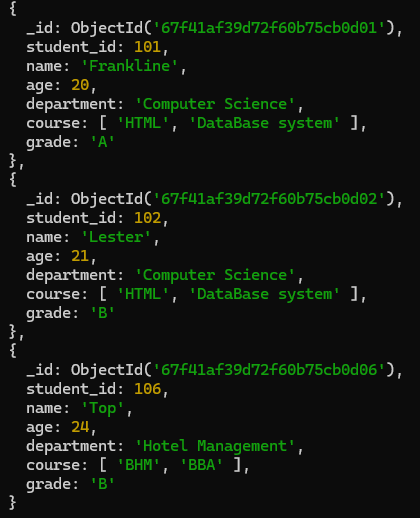 {
  _id: ObjectId('67f41af39d72f60b75cb0d01'),
  student_id: 101,
  name: 'Frankline',
  age: 20,
  department: 'Computer Science',
  course: [ 'HTML', 'DataBase system' ],
  grade: 'A'
},
{
  _id: ObjectId('67f41af39d72f60b75cb0d02'),
  student_id: 102,
  name: 'Lester',
  age: 21,
  department: 'Computer Science',
  course: [ 'HTML', 'DataBase system' ],
  grade: 'B'
},
{
  _id: ObjectId('67f41af39d72f60b75cb0d06'),
  student_id: 106,
  name: 'Top',
  age: 24,
  department: 'Hotel Management',
  course: [ 'BHM', 'BBA' ],
  grade: 'B'
}